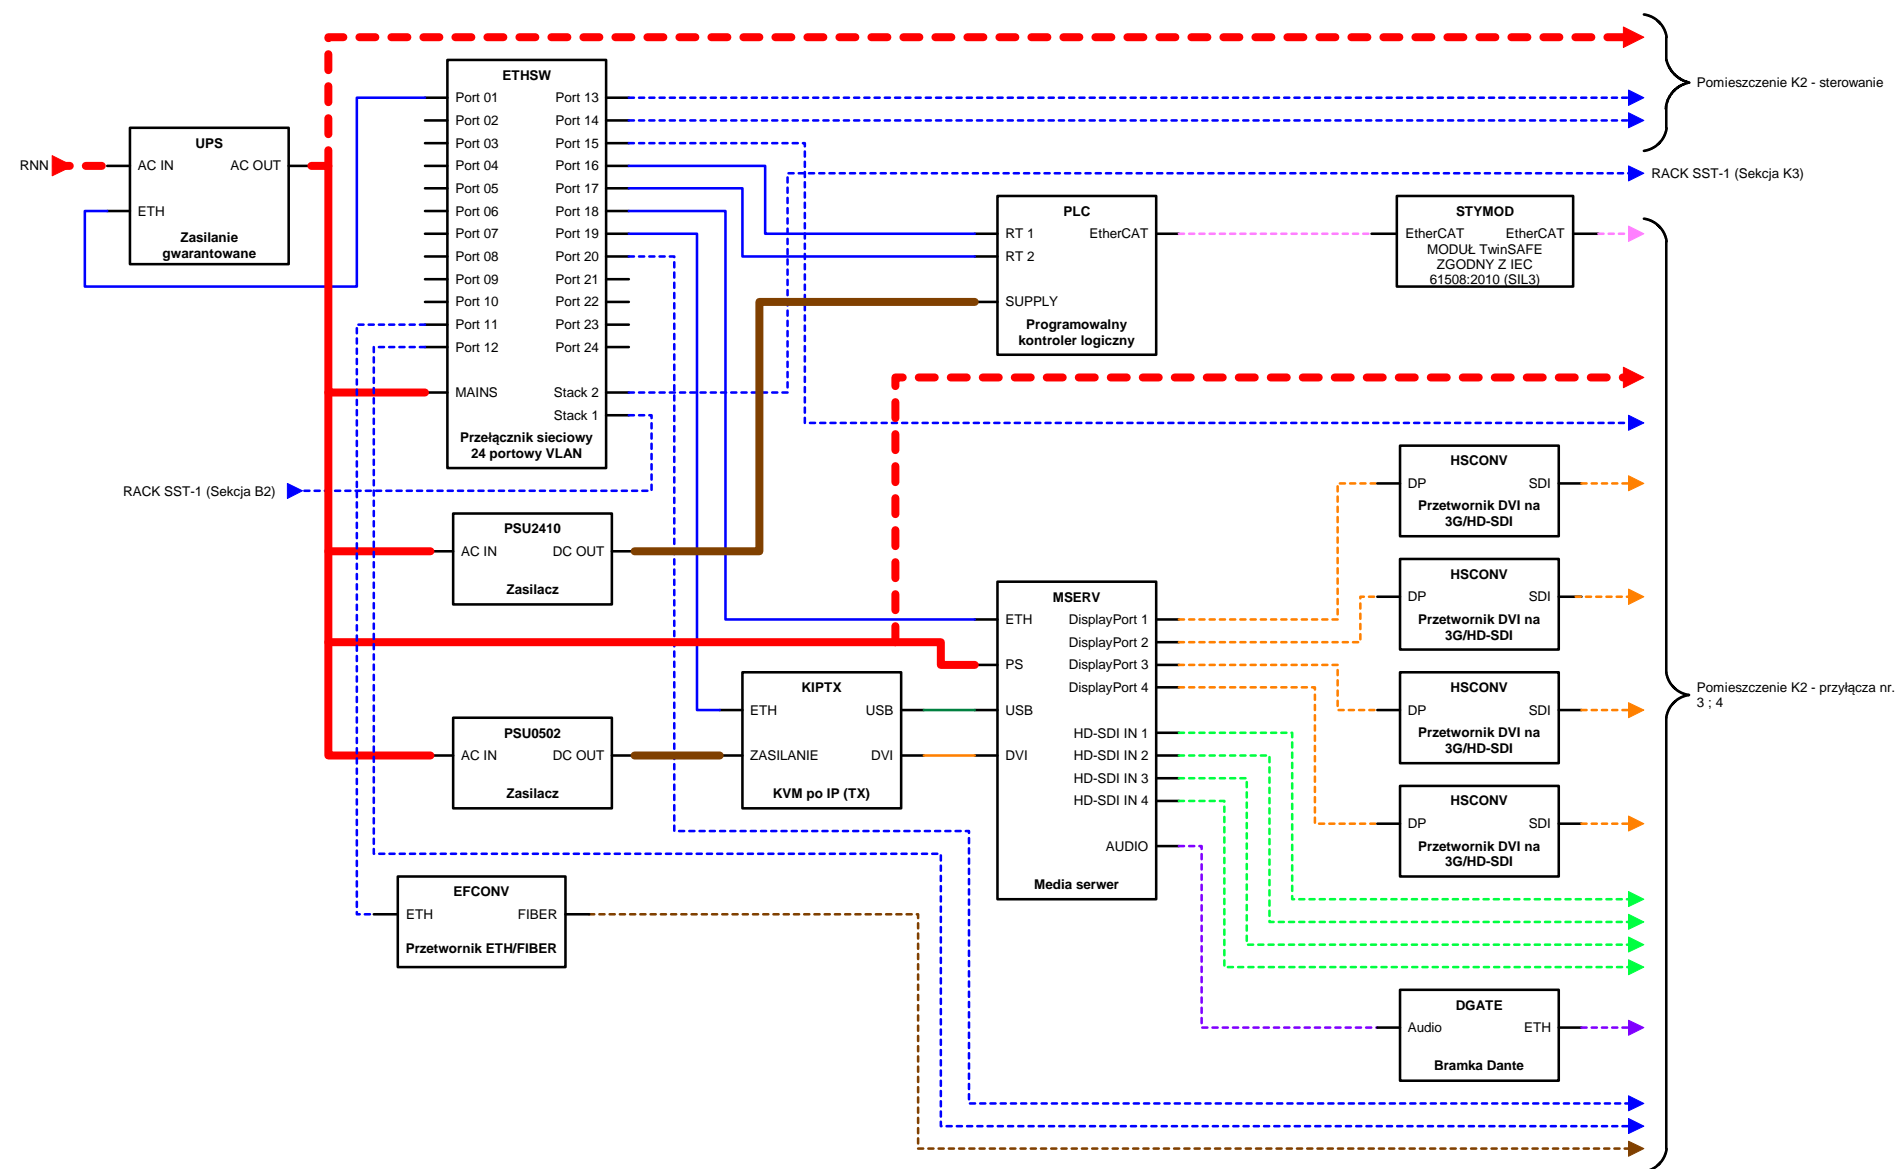 Pomieszczenie K2 - sterowanie
ETHSW
Port 01
Port 02
Port 03
Port 04
Port 05
Port 06
Port 07
Port 08
Port 09
Port 10
Port 11
Port 12
MAINS
Port 13
Port 14
Port 15
Port 16
Port 17
Port 18
Port 19
Port 20
Port 21
Port 22
Port 23
Port 24
Stack 2
Stack 1
Przełącznik sieciowy
24 portowy VLAN
RNN
UPS
AC IN
AC OUT
ETH
Zasilanie
gwarantowane
RACK SST-1 (Sekcja K3)
PLC
RT 1
EtherCAT
RT 2
SUPPLY
Programowalny
kontroler logiczny
STYMOD
EtherCAT
EtherCAT
MODUŁ TwinSAFE
ZGODNY Z IEC
61508:2010 (SIL3)
RACK SST-1 (Sekcja B2)
PSU2410
AC IN
DC OUT
Zasilacz
PSU0502
AC IN
DC OUT
Zasilacz
KIPTX
ETH
USB
ZASILANIE
DVI
KVM po IP (TX)
MSERV
ETH
PS
USB
DVI
DisplayPort 1
DisplayPort 2
DisplayPort 3
DisplayPort 4
HD-SDI IN 1
HD-SDI IN 2
HD-SDI IN 3
HD-SDI IN 4
AUDIO
Media serwer
HSCONV
DP
SDI
Przetwornik DVI na
3G/HD-SDI
HSCONV
DP
SDI
Przetwornik DVI na
3G/HD-SDI
HSCONV
DP
SDI
Przetwornik DVI na
3G/HD-SDI
HSCONV
DP
SDI
Przetwornik DVI na
3G/HD-SDI
Pomieszczenie K2 - przyłącza nr.
3 ; 4
EFCONV
ETH
FIBER
Przetwornik ETH/FIBER
DGATE
Audio
ETH
Bramka Dante